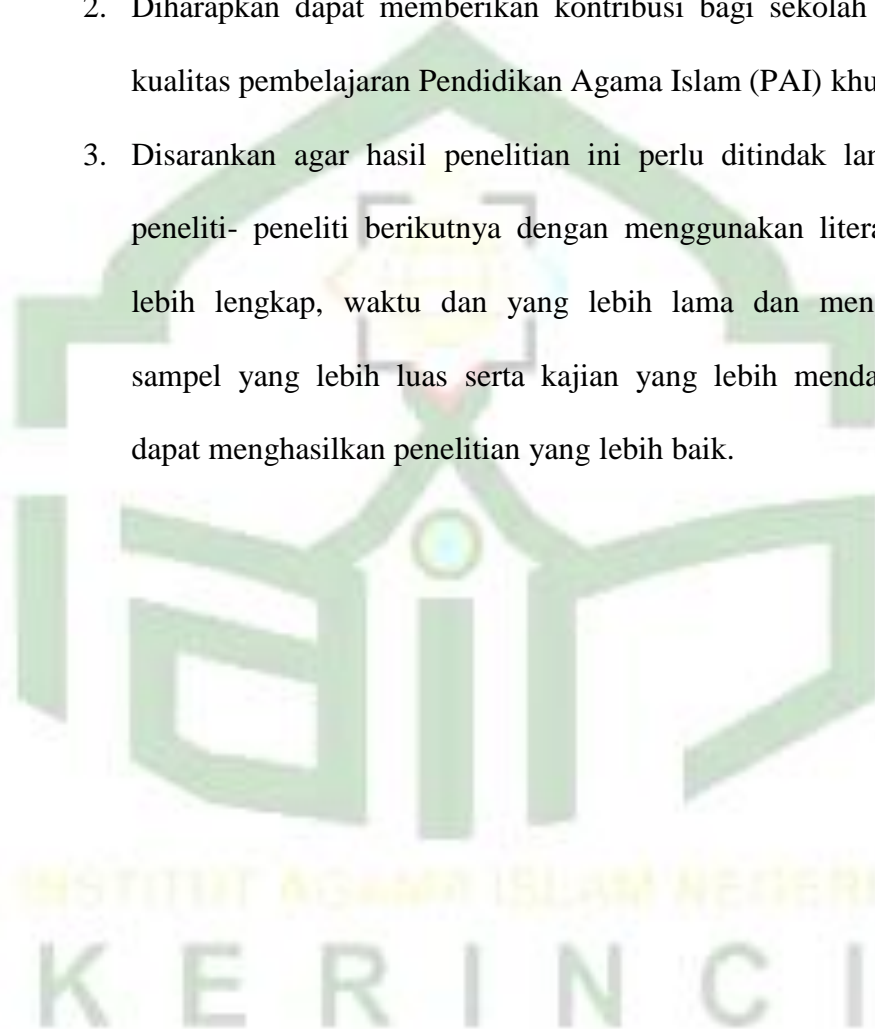 2. Diharapkan dapat memberikan kontribusi bagi sekolah
kualitas pembelajaran Pendidikan Agama Islam (PAI) khu
3. Disarankan agar hasil penelitian ini perlu ditindak lan
peneliti- peneliti berikutnya dengan menggunakan litera
lebih lengkap, waktu dan yang lebih lama dan men
sampel yang lebih luas serta kajian yang lebih menda
dapat menghasilkan penelitian yang lebih baik.
iain
INSTITUT AGAMA ISLAM NEGERI
KERINCI